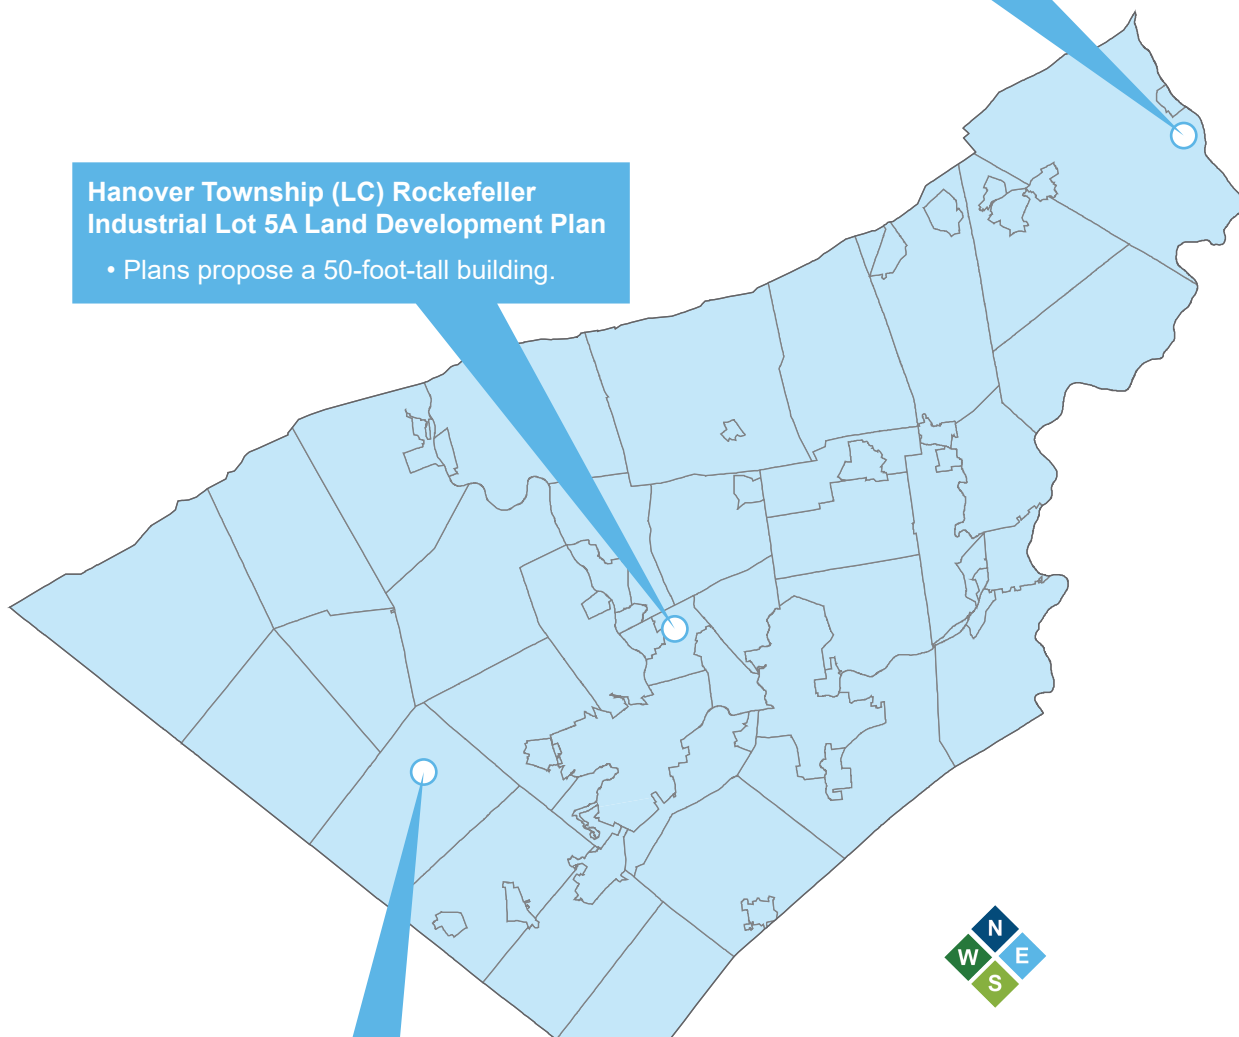 Hanover Township (LC) Rockefeller
Industrial Lot 5A Land Development Plan
• Plans propose a 50-foot-tall building.
N
W E
S